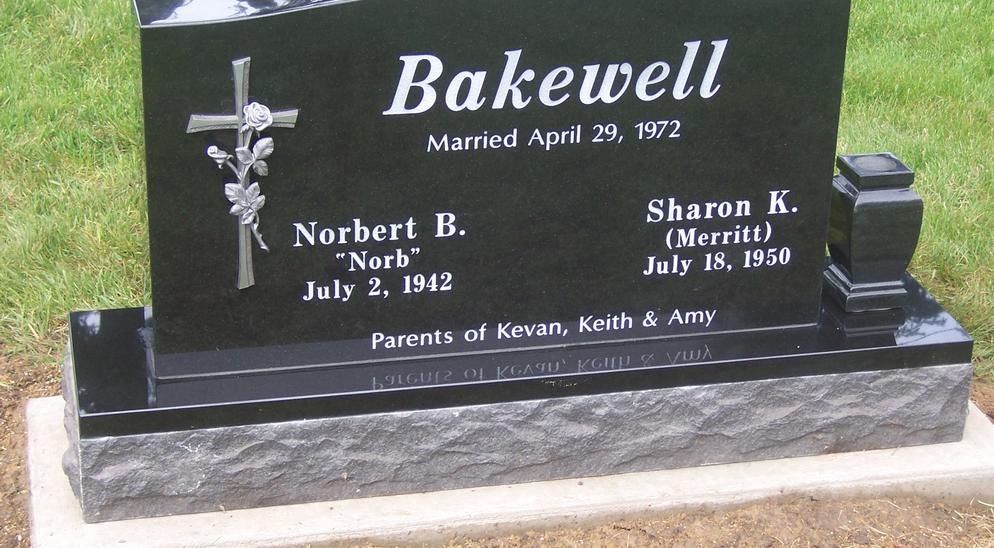 Bakewell
Married April 29, 1972
Norbert B.
"Norb"
July 2, 1942
Sharon K.
(Merritt)
July 18, 1950
Parents of Kevan, Keith & Amy